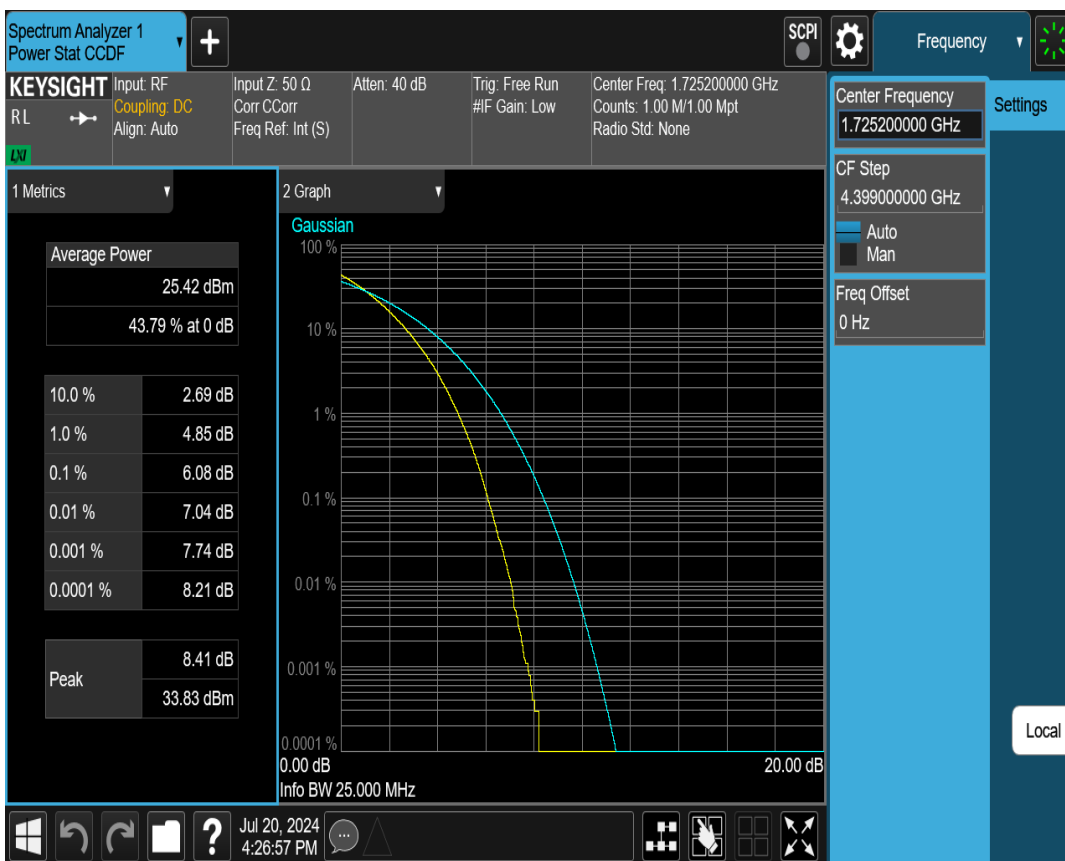 Spectrum Analyzer 1
Power Stat CCDF
SCPI
Frequency
KEYSIGHT
RL
LXI
Input: RF
Coupling: DC
Align: Auto
Input Z: 50 Ω
Corr CCorr
Freq Ref: Int (S)
Atten: 40 dB
Trig: Free Run
#IF Gain: Low
Center Freq: 1.725200000 GHz
Counts: 1.00 M/1.00 Mpt
Radio Std: None
Center Frequency
1.725200000 GHz
Settings
CF Step
4.399000000 GHz
Auto
Man
Freq Offset
0 Hz
Local
1 Metrics
Average Power
25.42 dBm
43.79 % at 0 dB
10.0 % 2.69 dB
1.0 % 4.85 dB
0.1 % 6.08 dB
0.01 % 7.04 dB
0.001 % 7.74 dB
0.0001 % 8.21 dB
Peak
8.41 dB
33.83 dBm
2 Graph
Gaussian
100 %
10 %
1 %
0.1 %
0.01 %
0.001 %
0.0001 %
0.00 dB 20.00 dB
Info BW 25.000 MHz
?
Jul 20, 2024
4:26:57 PM